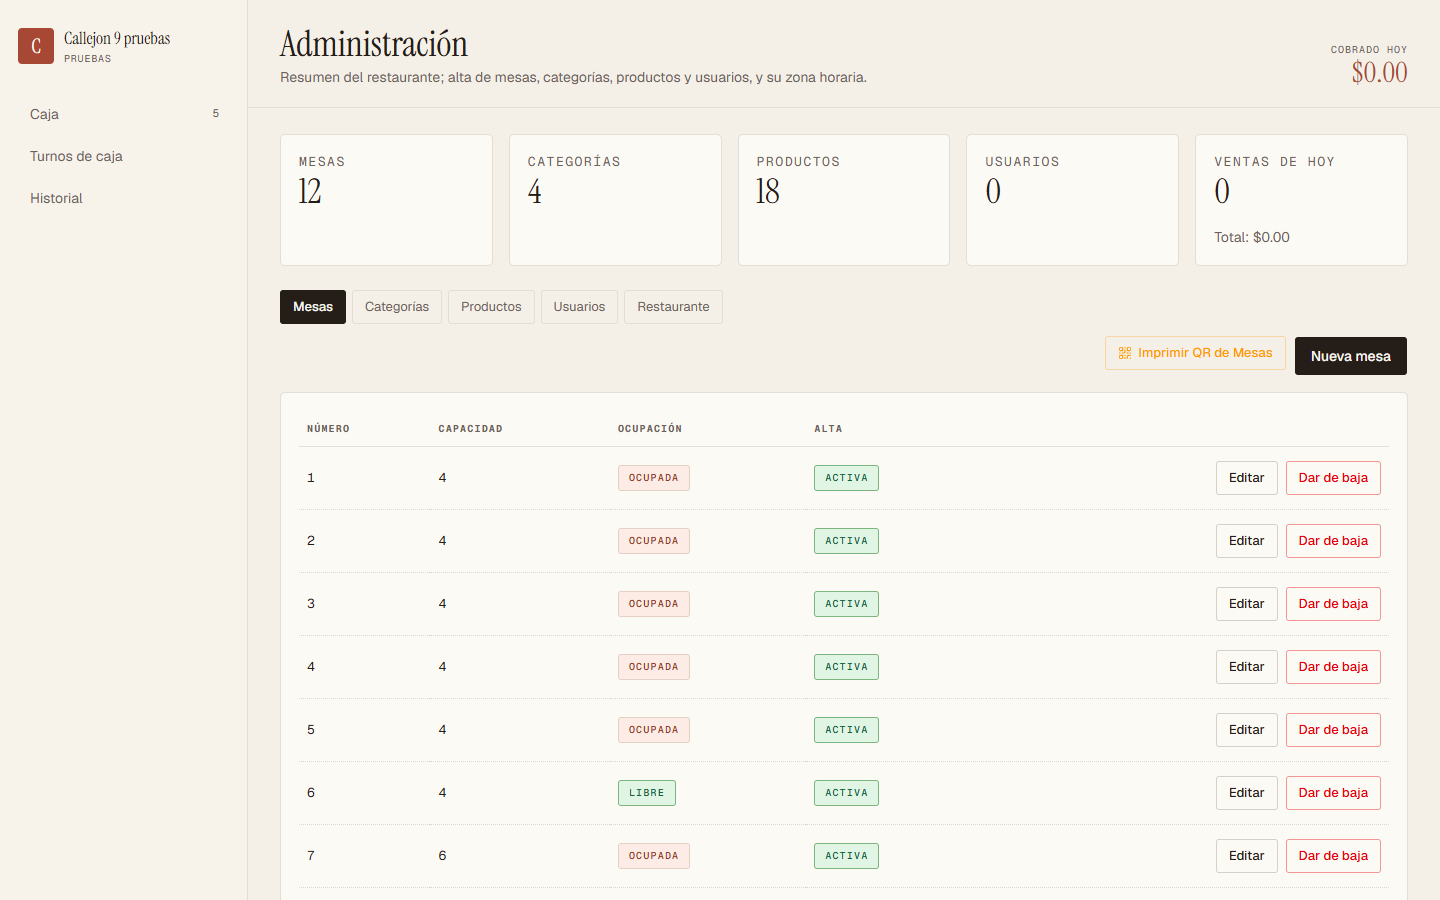 C
Callejon 9 pruebas
PRUEBAS
Caja 5
Turnos de caja
Historial
Administración
Resumen del restaurante; alta de mesas, categorías, productos y usuarios, y su zona horaria.
COBRADO HOY
$0.00
MESAS
12
CATEGORÍAS
4
PRODUCTOS
18
USUARIOS
0
VENTAS DE HOY
0
Total: $0.00
Mesas Categorías Productos Usuarios Restaurante
Imprimir QR de Mesas Nueva mesa
NÚMERO CAPACIDAD OCUPACIÓN ALTA
1 4 OCUPADA ACTIVA Editar Dar de baja
2 4 OCUPADA ACTIVA Editar Dar de baja
3 4 OCUPADA ACTIVA Editar Dar de baja
4 4 OCUPADA ACTIVA Editar Dar de baja
5 4 OCUPADA ACTIVA Editar Dar de baja
6 4 LIBRE ACTIVA Editar Dar de baja
7 6 OCUPADA ACTIVA Editar Dar de baja